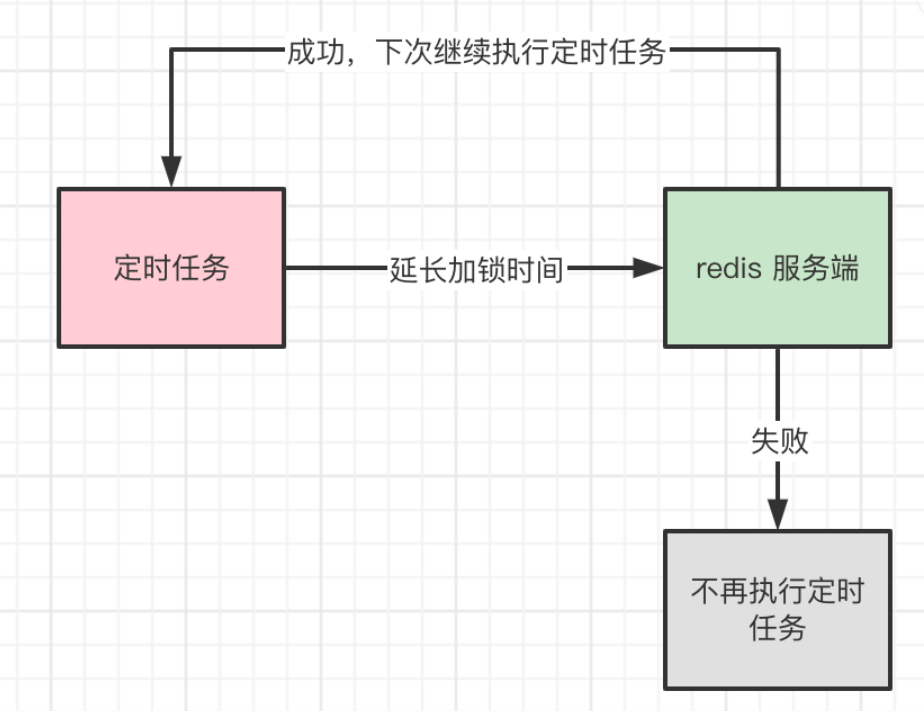 成功，下次继续执行定时任务
定时任务
延长加锁时间
redis 服务端
失败
不再执行定时
任务